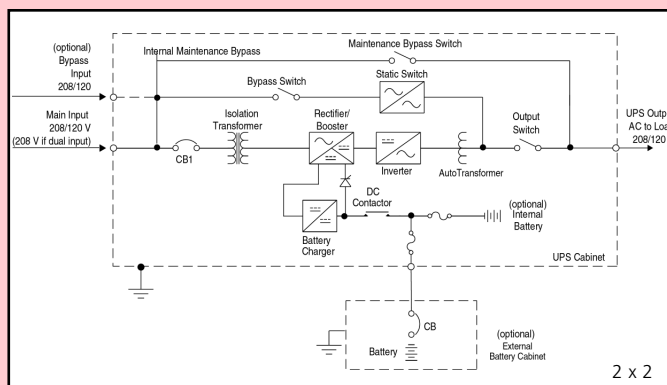 (optional)
Bypass
Input
208/120
Internal Maintenance Bypass
Maintenance Bypass Switch
Bypass Switch
Static Switch
Main Input
208/120 V
(208 V if dual input)
Isolation
Transformer
Rectifier/
Booster
Output
Switch
UPS Outp
AC to Loa
208/120
CB1
Inverter
AutoTransformer
DC
Contactor
(optional)
Internal
Battery
Battery
Charger
UPS Cabinet
CB
Battery
(optional)
External
Battery Cabinet
2 x 2